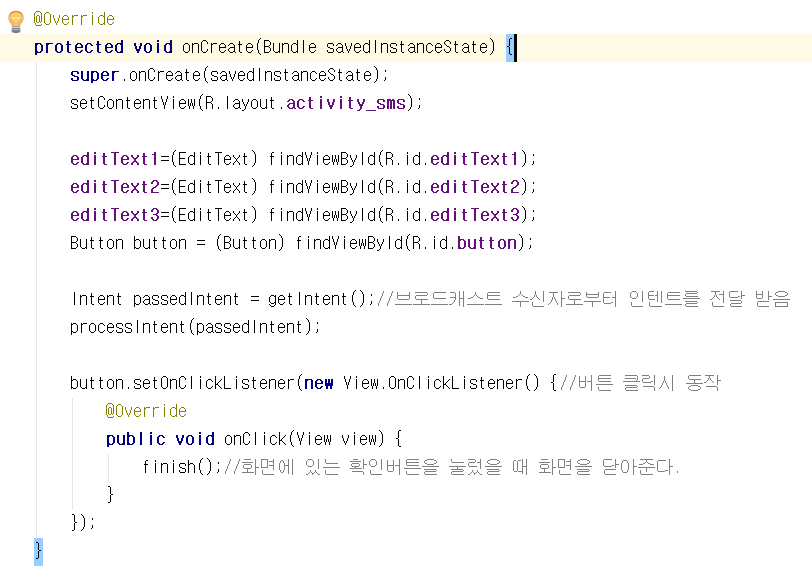 @Override
protected void onCreate(Bundle savedInstanceState) {
super.onCreate(savedInstanceState);
setContentView(R.layout.activity_sms);
editText1=(EditText) findViewById(R.id.editText1);
editText2=(EditText) findViewById(R.id.editText2);
editText3=(EditText) findViewById(R.id.editText3);
Button button = (Button) findViewById(R.id.button);
Intent passedIntent = getIntent();//브로드캐스트 수신자로부터 인텐트를 전달 받음
processIntent(passedIntent);
button.setOnClickListener(new View.OnClickListener() {//버튼 클릭시 동작
@Override
public void onClick(View view) {
finish();//화면에 있는 확인버튼을 눌렀을 때 화면을 닫아준다.
}
});
}